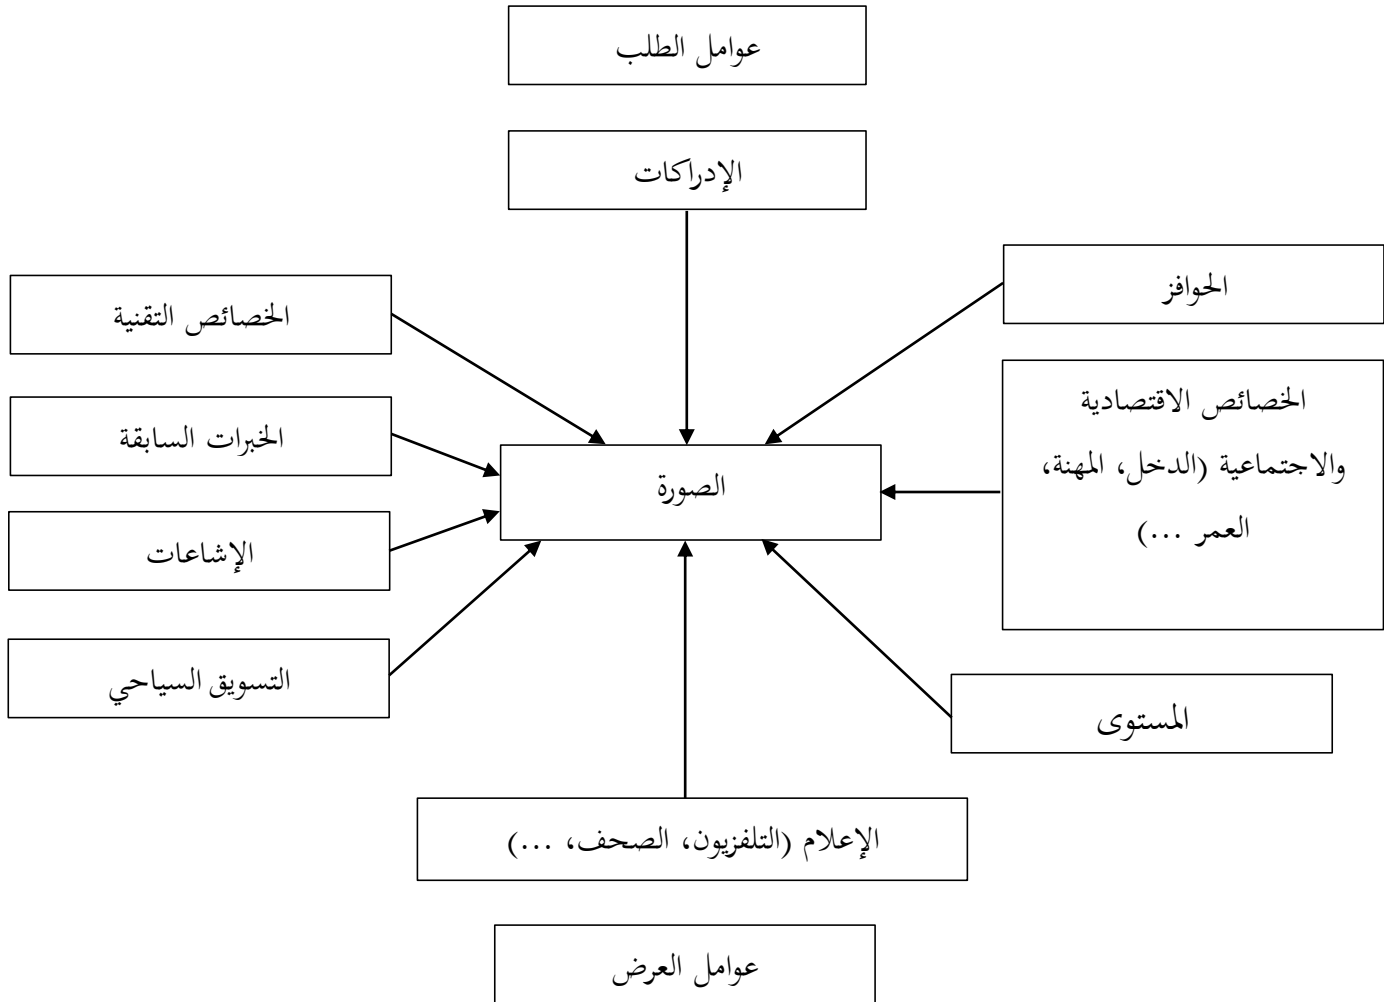 عوامل الطلب
الإدراكات
الحوافز
الخصائص التقنية
الخصائص الاقتصادية
والاجتماعية (الدخل، المهنة،
العمر ...)
الخبرات السابقة
الصورة
الإشاعات
التسويق السياحي
المستوى
الإعلام (التلفزيون، الصحف، ...)
عوامل العرض